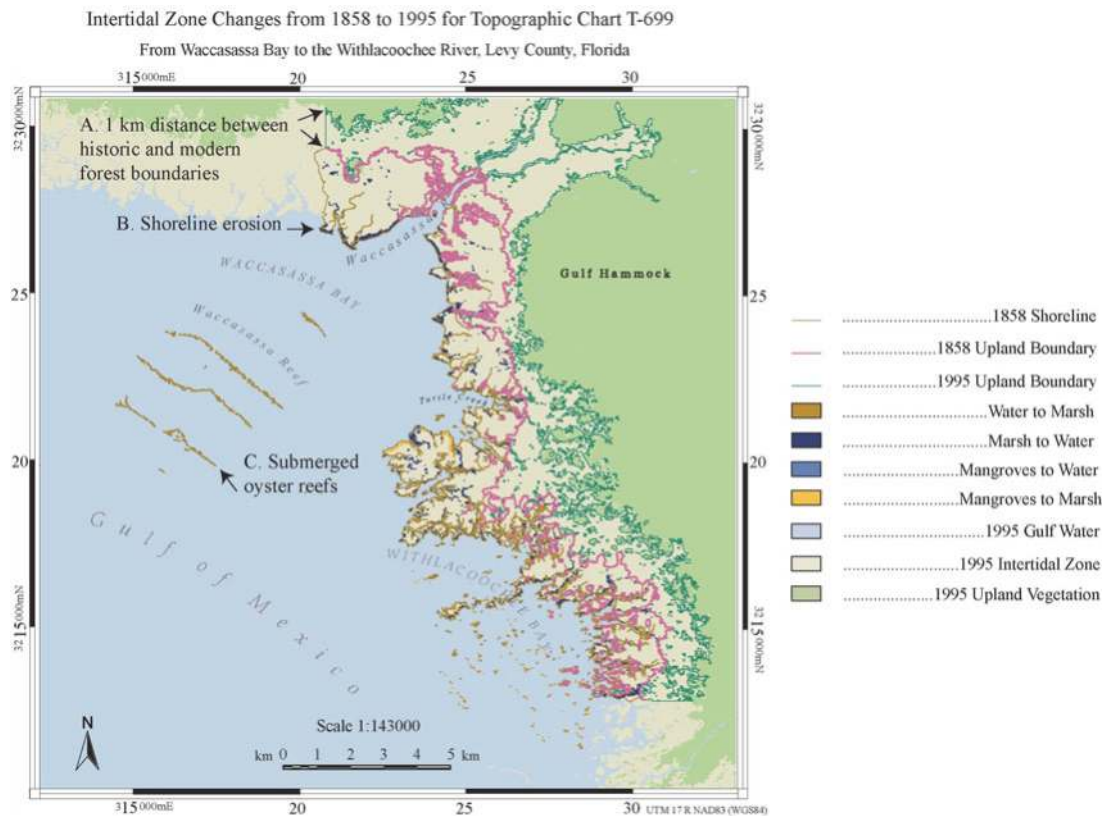 Intertidal Zone Changes from 1858 to 1995 for Topographic Chart T-699
From Waccasassa Bay to the Withlacoochee River, Levy County, Florida
315000mE 20 25 30
3230000mN
3230000mN
A. 1 km distance between
historic and modern
forest boundaries
B. Shoreline erosion
Waccasassa
WACCASASSA BAY
Gulf Hammock
25
25
Waccasassa Reef
Turtle Creek
20
20
C. Submerged
oyster reefs
Gulf of Mexico
WITHLACOOCHEE BAY
3215000mN
3215000mN
N
Scale 1:143000
km 0 1 2 3 4 5 km
315000mE 20 25 30
UTM 17 R NAD83 (WGS84)
1858 Shoreline
1858 Upland Boundary
1995 Upland Boundary
Water to Marsh
Marsh to Water
Mangroves to Water
Mangroves to Marsh
1995 Gulf Water
1995 Intertidal Zone
1995 Upland Vegetation